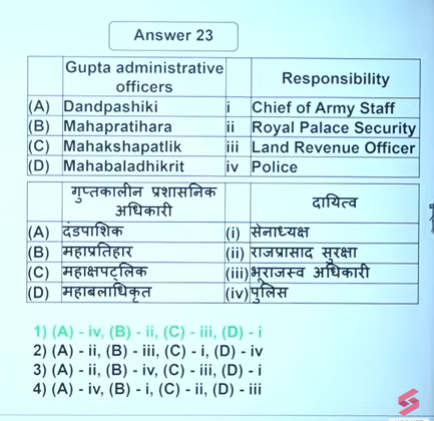 Answer 23
Gupta administrative officers Responsibility
(A) Dandpashiki i Chief of Army Staff
(B) Mahapratihara ii Royal Palace Security
(C) Mahakshapatlik iii Land Revenue Officer
(D) Mahabaladhikrit iv Police
गुप्तकालीन प्रशासनिक अधिकारी दायित्व
(A) दंडपाशिक (i) सेनाध्यक्ष
(B) महाप्रतिहार (ii) राजप्रासाद सुरक्षा
(C) महाक्षपटलिक (iii) भूराजस्व अधिकारी
(D) महाबलाधिकृत (iv) पुलिस
1) (A) - iv, (B) - ii, (C) - iii, (D) - i
2) (A) - ii, (B) - iii, (C) - i, (D) - iv
3) (A) - ii, (B) - iv, (C) - iii, (D) - i
4) (A) - iv, (B) - i, (C) - ii, (D) - iii